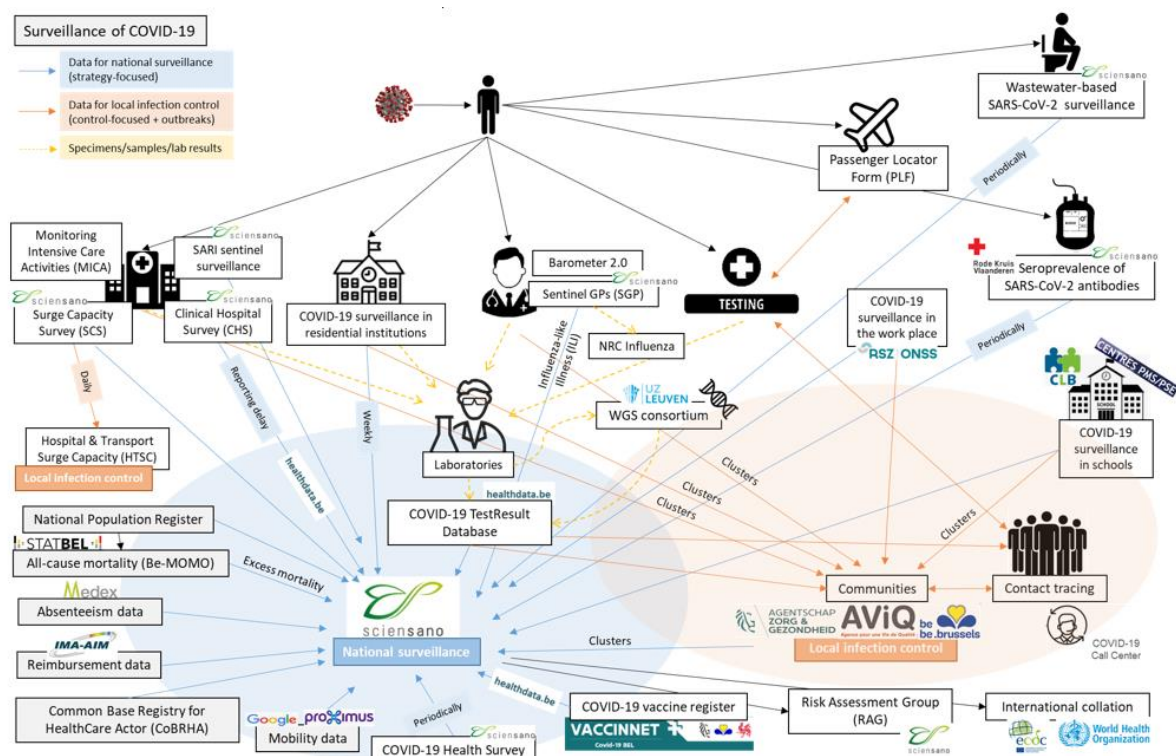 Surveillance of COVID-19
Data for national surveillance
(strategy-focused)
Data for local infection control
(control-focused + outbreaks)
Specimens/samples/lab results
sciensano
Wastewater-based
SARS-CoV-2 surveillance
Periodically
Passenger Locator
Form (PLF)
Monitoring
Intensive Care
Activities (MICA)
sciensano
SARI sentinel
surveillance
sciensano
Surge Capacity
Survey (SCS)
sciensano
Clinical Hospital
Survey (CHS)
COVID-19 surveillance in
residential institutions
Barometer 2.0
sciensano
Sentinel GPs (SGP)
TESTING
Rode Kruis
Vlaanderen
sciensano
Seroprevalence of
SARS-CoV-2 antibodies
Periodically
COVID-19
surveillance in
the work place
RSZ ONSS
NRC Influenza
Influenza-like
Illness (ILI)
UZ
LEUVEN
WGS consortium
CLB
CENTRES PMS/PSE
SCHOOL
COVID-19
surveillance
in schools
Daily
Reporting delay
Weekly
healthdata.be
Hospital & Transport
Surge Capacity (HTSC)
Local infection control
Laboratories
healthdata.be
COVID-19 TestResult
Database
Clusters
Clusters
Clusters
National Population Register
STATBEL
All-cause mortality (Be-MOMO)
Excess mortality
Medex
Absenteeism data
IMA-AIM
Reimbursement data
Common Base Registry for
HealthCare Actor (CoBRHA)
sciensano
National surveillance
Communities
Contact tracing
AGENTSCHAP
ZORG &
GEZONDHEID
AViQ
Agence pour une Vie de Qualité
be
be.brussels
Local infection control
Clusters
COVID-19
Call Center
Google
proximus
Mobility data
Periodically
sciensano
COVID-19 Health Survey
healthdata.be
COVID-19 vaccine register
VACCINNET
Covid-19 BEL
Risk Assessment Group
(RAG)
sciensano
International collation
ecdc
World Health
Organization